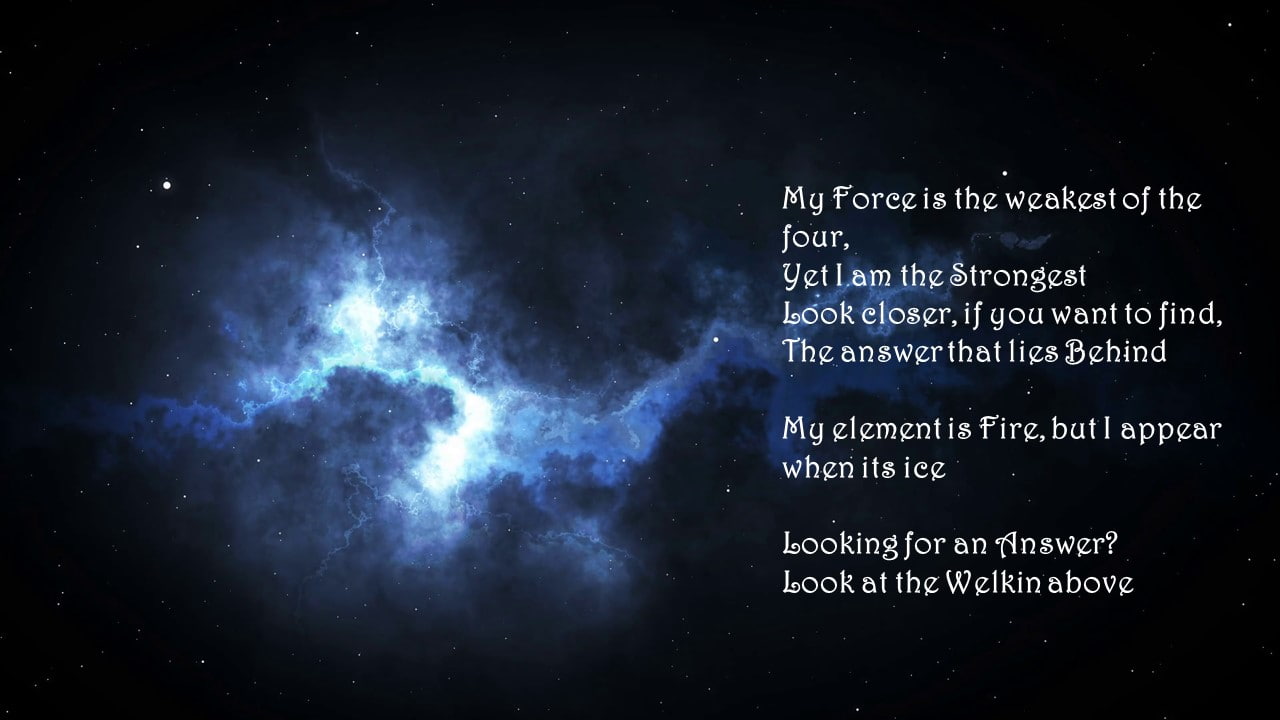 My Force is the weakest of the
four,
Yet I am the Strongest
Look closer, if you want to find,
The answer that lies Behind
My element is Fire, but I appear
when its ice
Looking for an Answer?
Look at the Welkin above